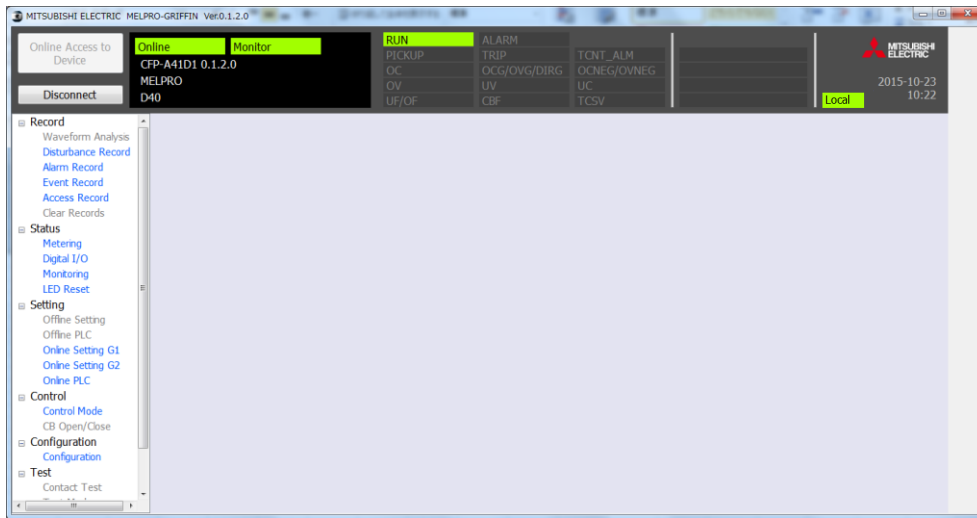 MITSUBISHI ELECTRIC MELPRO-GRIFFIN Ver.0.1.2.0
Online Access to
Device
Disconnect
Online Monitor
CFP-A41D1 0.1.2.0
MELPRO
D40
RUN ALARM
PICKUP TRIP TCNT_ALM
OC OCG/OVG/DIRG OCNEG/OVNEG
OV UV UC
UF/OF CBF TCSV
MITSUBISHI
ELECTRIC
2015-10-23
Local 10:22
Record
Waveform Analysis
Disturbance Record
Alarm Record
Event Record
Access Record
Clear Records
Status
Metering
Digital I/O
Monitoring
LED Reset
Setting
Offline Setting
Offline PLC
Online Setting G1
Online Setting G2
Online PLC
Control
Control Mode
CB Open/Close
Configuration
Configuration
Test
Contact Test